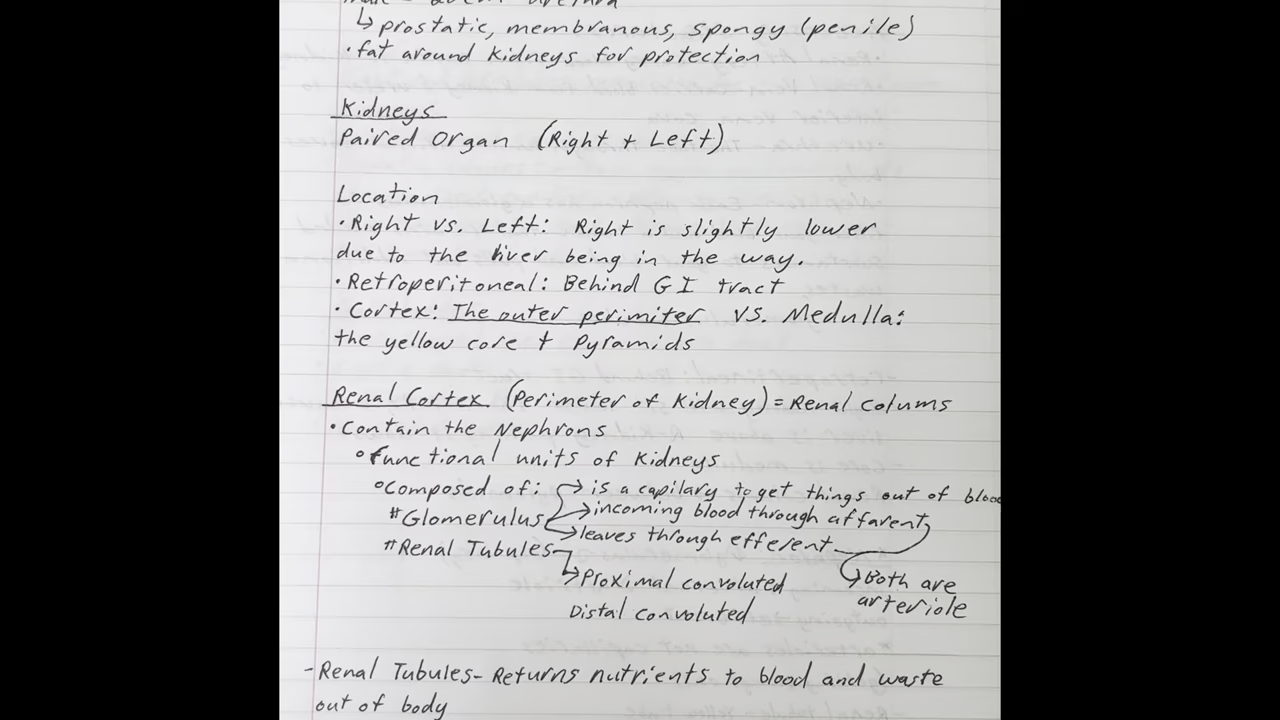 ↳ prostatic, membranous, spongy (penile)
• fat around kidneys for protection
Kidneys
Paired Organ (Right + Left)
Location
• Right vs. Left: Right is slightly lower
due to the liver being in the way.
• Retroperitoneal: Behind GI tract
• Cortex: The outer perimiter vs. Medulla:
the yellow core + Pyramids
Renal Cortex (Perimeter of Kidney) = Renal colums
• Contain the Nephrons
° Functional units of Kidneys
° Composed of: → is a capilary to get things out of blood
# Glomerulus → incoming blood through affarent
→ leaves through efferent
# Renal Tubules
→ Proximal convoluted
Distal convoluted
→ Both are
arteriole
- Renal Tubules - Returns nutrients to blood and waste
out of body